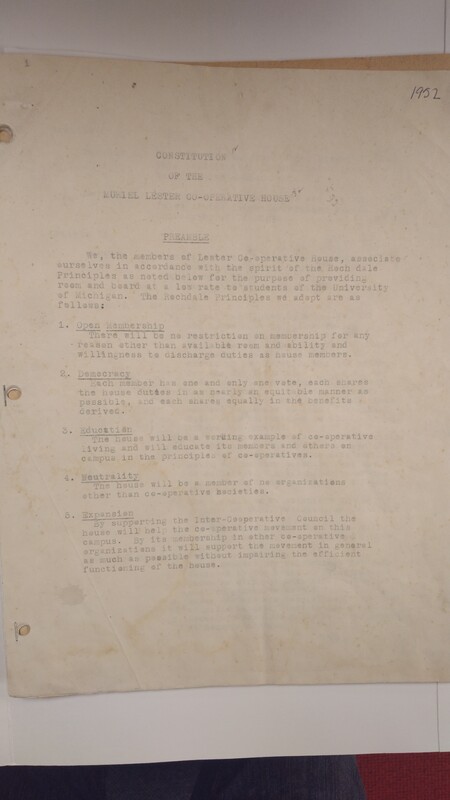 1952
CONSTITUTION
OF THE
MURIEL LESTER CO-OPERATIVE HOUSE
PREAMBLE
We, the members of Lester Co-operative House, associate
ourselves in accordance with the spirit of the Roch dale
Principles as noted below for the purpose of providing
room and board at a low rate to students of the University
of Michigan. The Rochdale Principles we adopt are as
follows:
1. Open Membership
There will be no restriction on membership for any
reason other than available room and ability and
willingness to discharge duties as house members.
2. Democracy
Each member has one and only one vote, each shares
the house duties in as nearly an equitable manner as
possible, and each shares equally in the benefits
derived.
3. Education
The house will be a working example of co-operative
living and will educate its members and others on
campus in the principles of co-operatives.
4. Neutrality
The house will be a member of no organizations
other than co-operative societies.
5. Expansion
By supporting the Inter-Cooperative Council the
house will help the co-operative movement on this
campus. By its membership in other co-operative
organizations it will support the movement in general
as much as possible without impairing the efficient
functioning of the house.